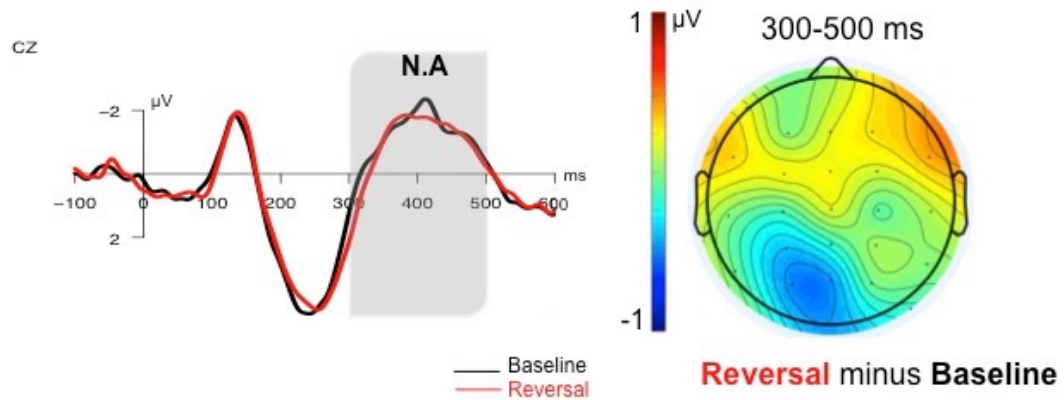 CZ
N.A
μV
-2
2
-100
0
100
200
300
400
500
600
ms
Baseline
Reversal
1
μV
-1
300-500 ms
Reversal minus Baseline